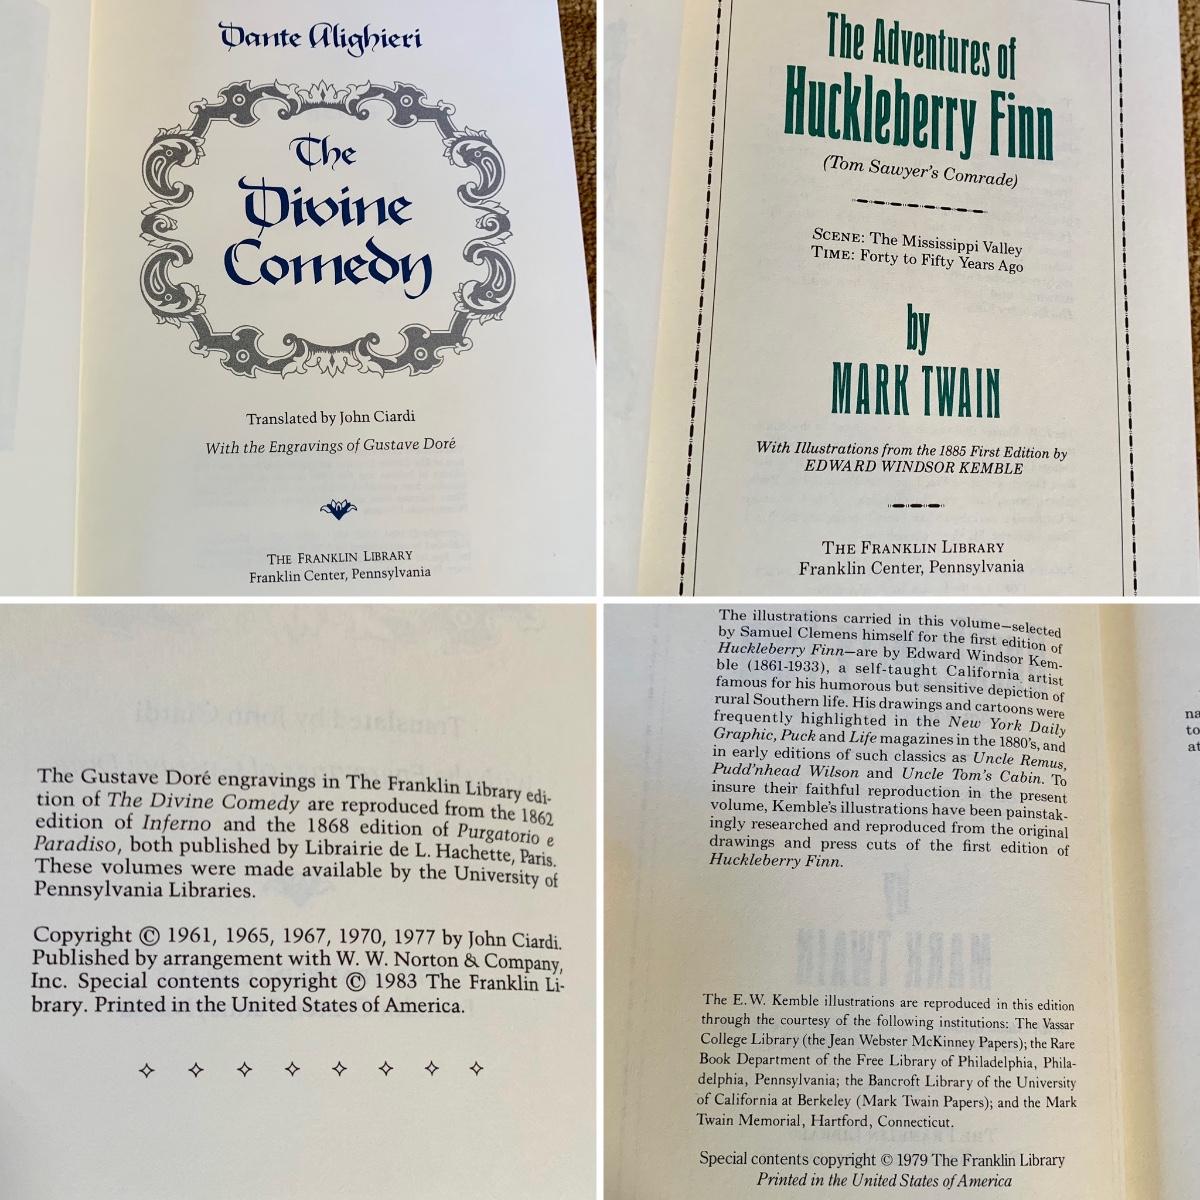 Dante Alighieri
The
Divine
Comedy
Translated by John Ciardi
With the Engravings of Gustave Doré
THE FRANKLIN LIBRARY
Franklin Center, Pennsylvania
The Adventures of
Huckleberry Finn
(Tom Sawyer's Comrade)
SCENE: The Mississippi Valley
TIME: Forty to Fifty Years Ago
by
MARK TWAIN
With Illustrations from the 1885 First Edition by
EDWARD WINDSOR KEMBLE
THE FRANKLIN LIBRARY
Franklin Center, Pennsylvania
The Gustave Doré engravings in The Franklin Library edi-
tion of The Divine Comedy are reproduced from the 1862
edition of Inferno and the 1868 edition of Purgatorio e
Paradiso, both published by Librairie de L. Hachette, Paris.
These volumes were made available by the University of
Pennsylvania Libraries.
Copyright © 1961, 1965, 1967, 1970, 1977 by John Ciardi.
Published by arrangement with W. W. Norton & Company,
Inc. Special contents copyright © 1983 The Franklin Li-
brary. Printed in the United States of America.
The illustrations carried in this volume—selected
by Samuel Clemens himself for the first edition of
Huckleberry Finn—are by Edward Windsor Kem-
ble (1861-1933), a self-taught California artist
famous for his humorous but sensitive depiction of
rural Southern life. His drawings and cartoons were
frequently highlighted in the New York Daily
Graphic, Puck and Life magazines in the 1880's, and
in early editions of such classics as Uncle Remus,
Pudd'nhead Wilson and Uncle Tom's Cabin. To
insure their faithful reproduction in the present
volume, Kemble's illustrations have been painstak-
ingly researched and reproduced from the original
drawings and press cuts of the first edition of
Huckleberry Finn.
The E. W. Kemble illustrations are reproduced in this edition
through the courtesy of the following institutions: The Vassar
College Library (the Jean Webster McKinney Papers); the Rare
Book Department of the Free Library of Philadelphia, Phila-
delphia, Pennsylvania; the Bancroft Library of the University
of California at Berkeley (Mark Twain Papers); and the Mark
Twain Memorial, Hartford, Connecticut.
Special contents copyright © 1979 The Franklin Library
Printed in the United States of America